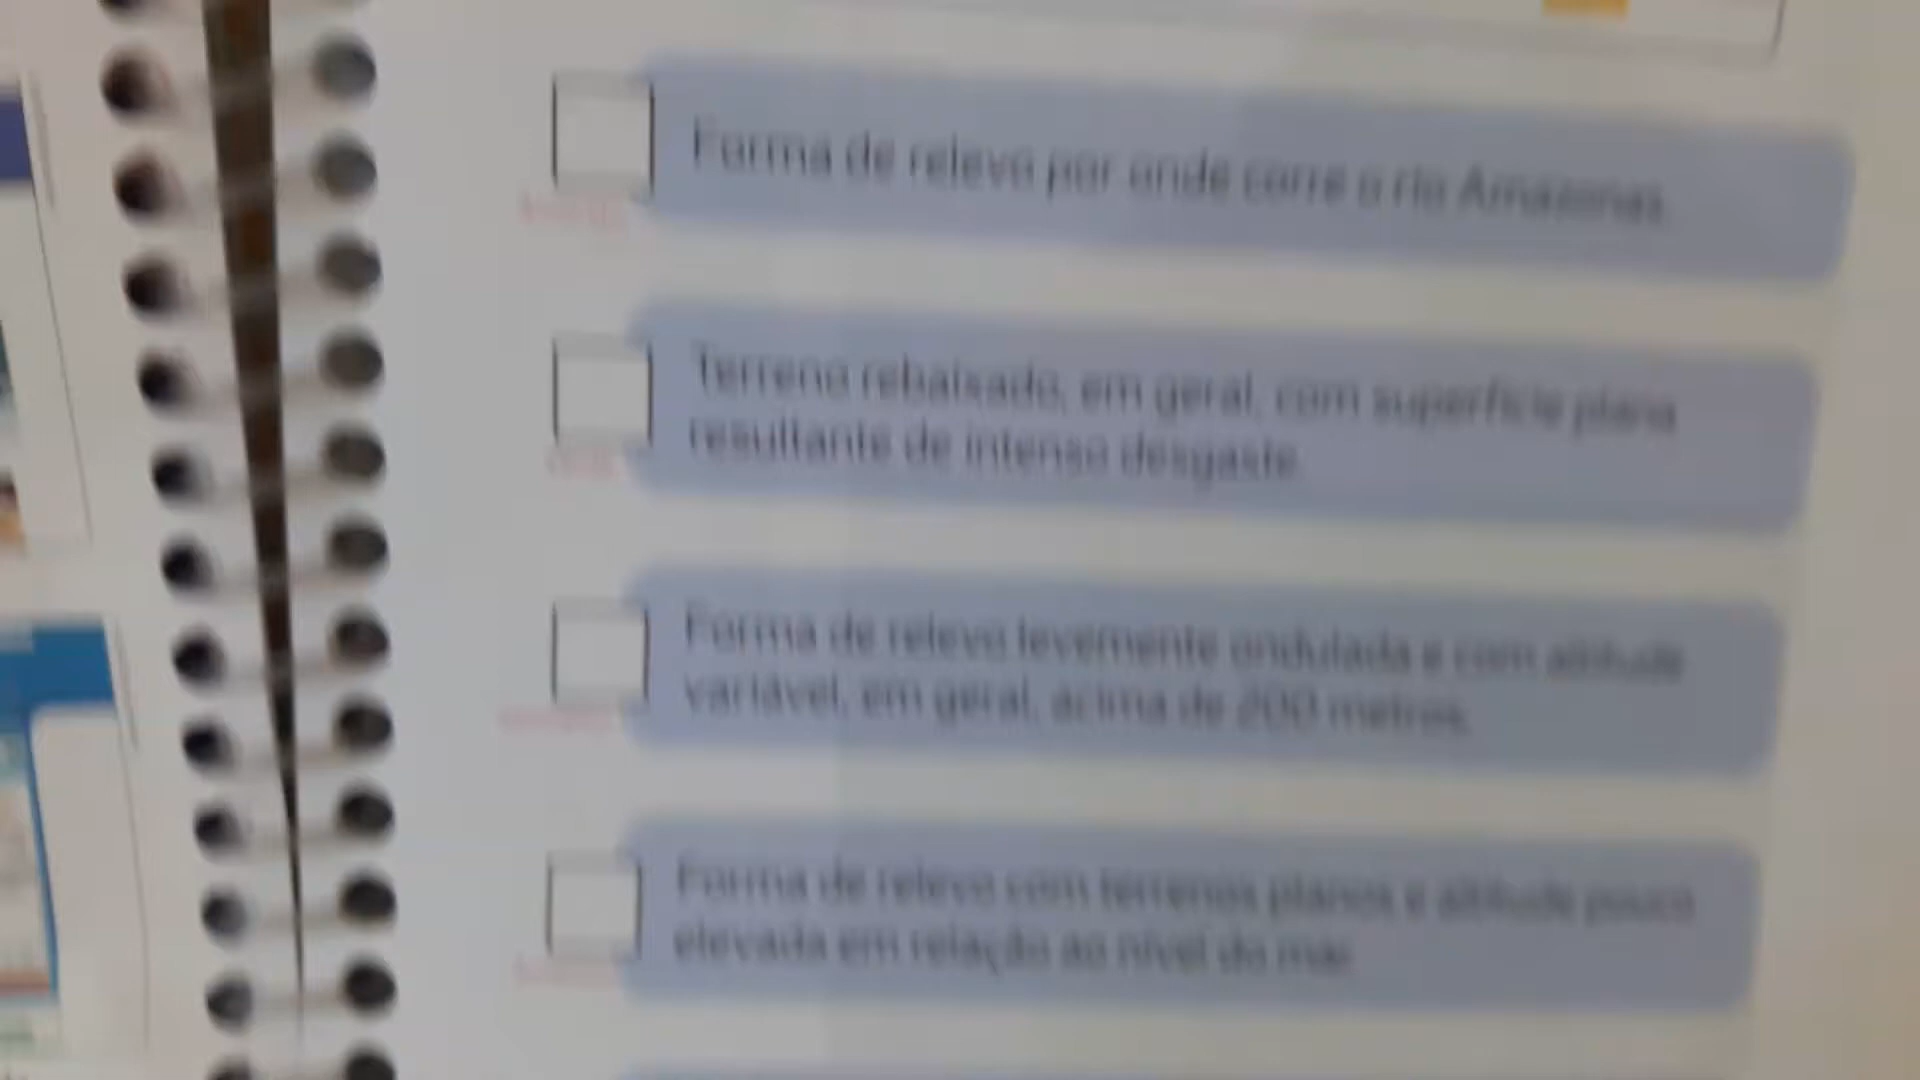 Forma de relevo por onde corre o rio Amazonas.
Terreno rebaixado, em geral, com superfície plana
resultante de intenso desgaste.
Forma de relevo levemente ondulada e com altitude
variável, em geral, acima de 200 metros.
Forma de relevo com terrenos planos e altitude pouco
elevada em relação ao nível do mar.